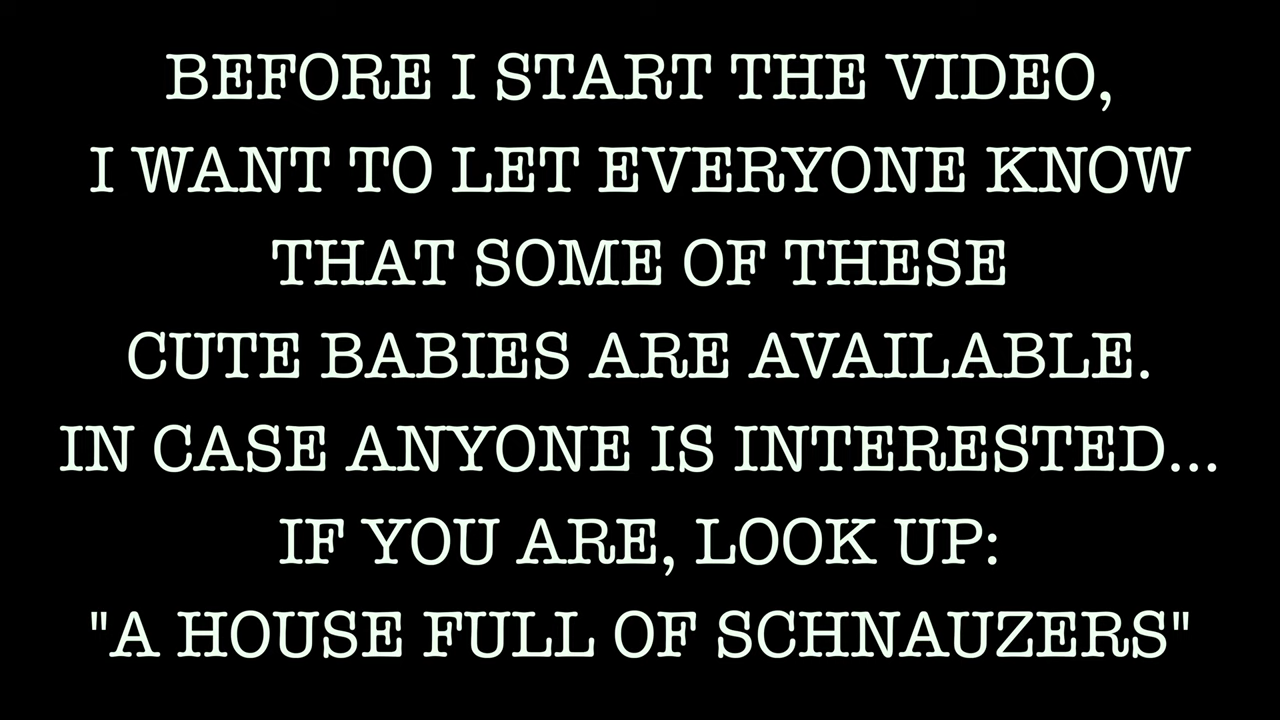 BEFORE I START THE VIDEO,
I WANT TO LET EVERYONE KNOW
THAT SOME OF THESE
CUTE BABIES ARE AVAILABLE.
IN CASE ANYONE IS INTERESTED...
IF YOU ARE, LOOK UP:
"A HOUSE FULL OF SCHNAUZERS"